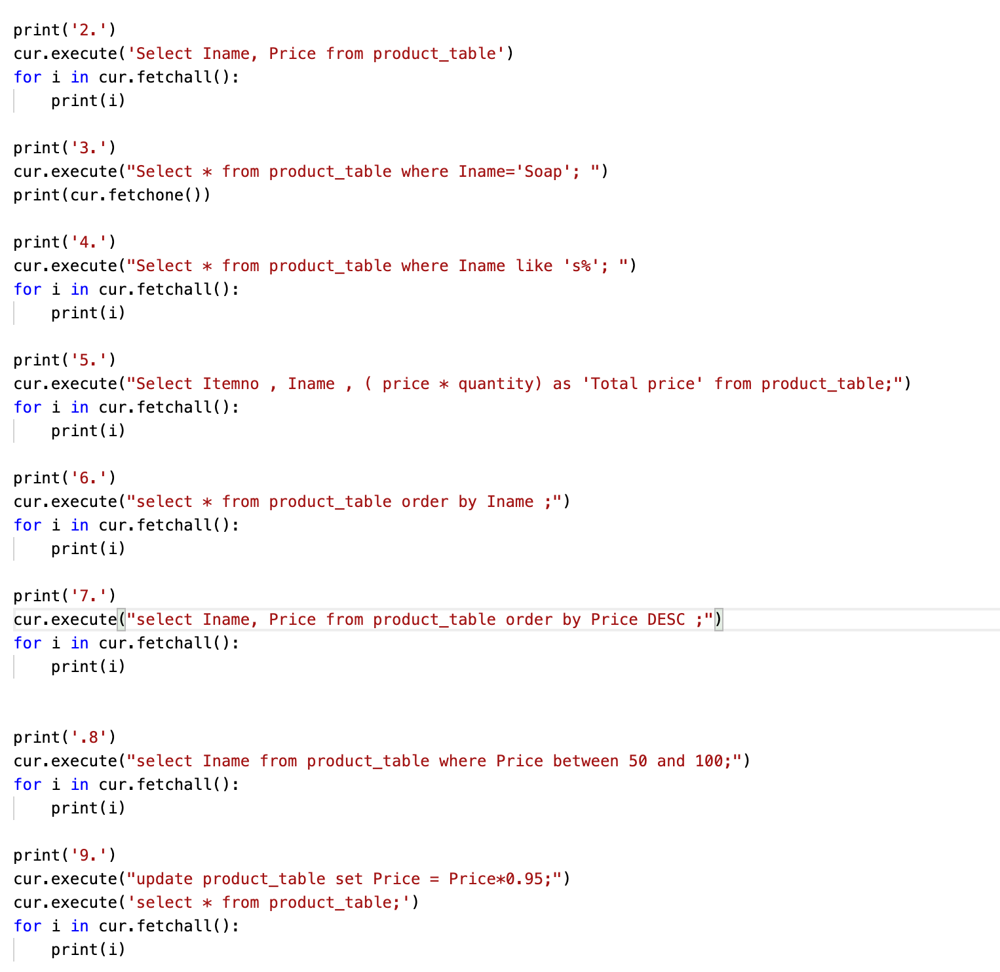 print('2.')
cur.execute('Select Iname, Price from product_table')
for i in cur.fetchall():
    print(i)

print('3.')
cur.execute("Select * from product_table where Iname='Soap'; ")
print(cur.fetchone())

print('4.')
cur.execute("Select * from product_table where Iname like 's%'; ")
for i in cur.fetchall():
    print(i)

print('5.')
cur.execute("Select Itemno , Iname , ( price * quantity) as 'Total price' from product_table;")
for i in cur.fetchall():
    print(i)

print('6.')
cur.execute("select * from product_table order by Iname ;")
for i in cur.fetchall():
    print(i)

print('7.')
cur.execute("select Iname, Price from product_table order by Price DESC ;")
for i in cur.fetchall():
    print(i)


print('.8')
cur.execute("select Iname from product_table where Price between 50 and 100;")
for i in cur.fetchall():
    print(i)

print('9.')
cur.execute("update product_table set Price = Price*0.95;")
cur.execute('select * from product_table;')
for i in cur.fetchall():
    print(i)